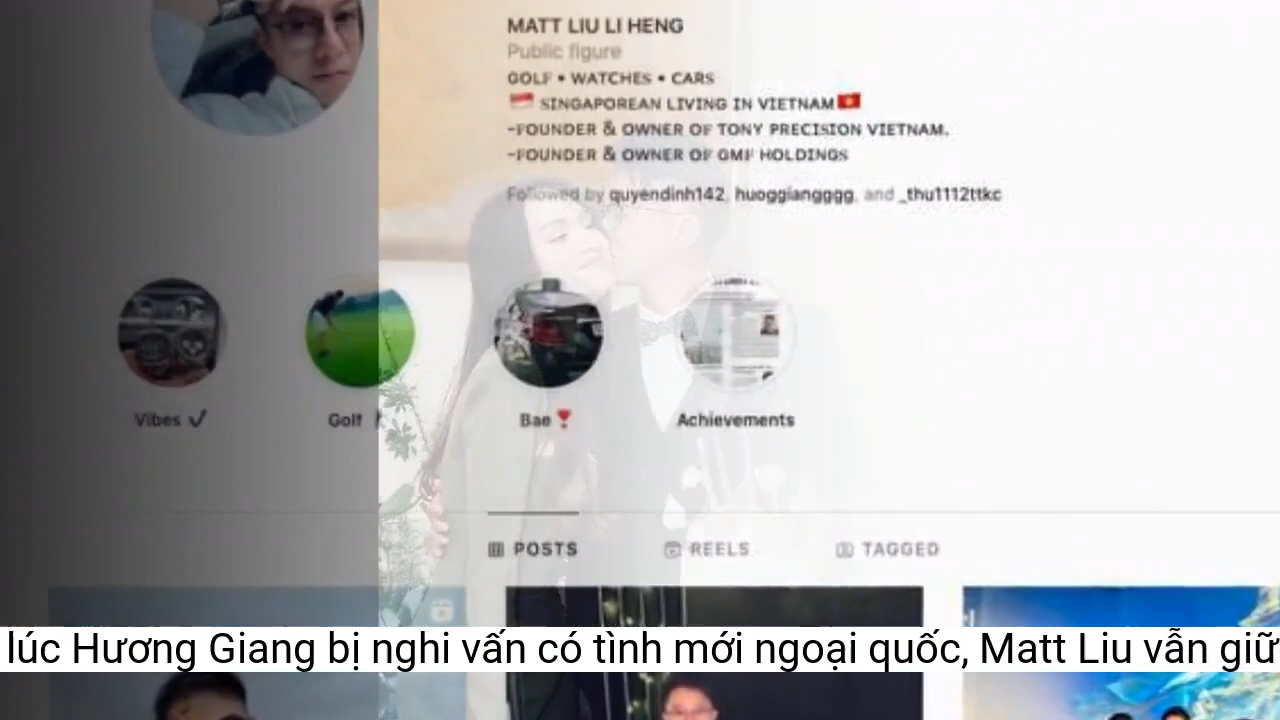 MATT LIU LI HENG
Public figure
GOLF • WATCHES • CARS
🇸🇬 SINGAPOREAN LIVING IN VIETNAM🇻🇳
-FOUNDER & OWNER OF TONY PRECISION VIETNAM.
-FOUNDER & OWNER OF GMF HOLDINGS
Followed by quyendinh142, huoggiangggg, and _thu1112ttkc
Vibes ✓
Golf
Bae❣
Achievements
POSTS
REELS
TAGGED
lúc Hương Giang bị nghi vấn có tình mới ngoại quốc, Matt Liu vẫn giữ